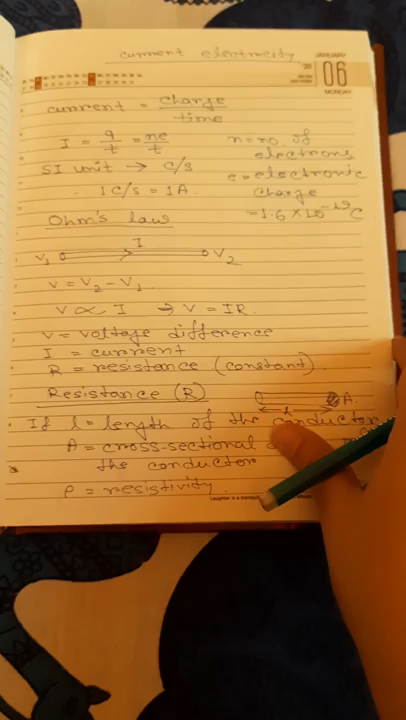 current electricity
JANUARY
06
MONDAY
current = charge / time
I = q/t = ne/t n = no. of electrons
SI unit → C/s e = electronic charge
1 C/s = 1A. = 1.6 × 10⁻¹⁹ C
Ohm's law
V₁ I V₂
V = V₂ - V₁
V ∝ I ⇒ V = IR.
V = voltage difference
I = current
R = resistance (constant).
Resistance (R) A.
l
If l = length of the conductor
A = cross-sectional
the conductor
ρ = resistivity.